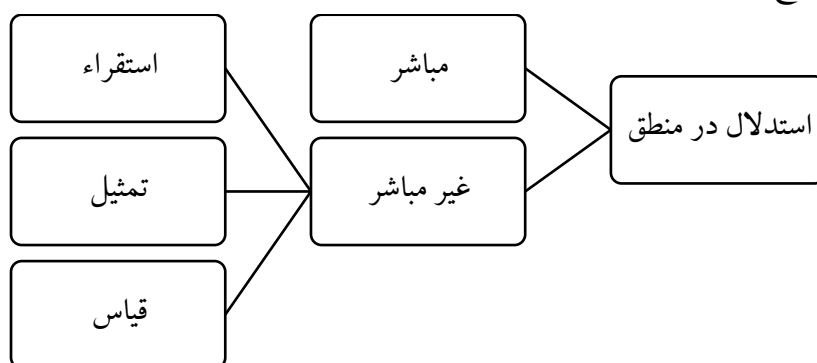 استدلال در منطق
مباشر
غیر مباشر
استقراء
تمثیل
قیاس